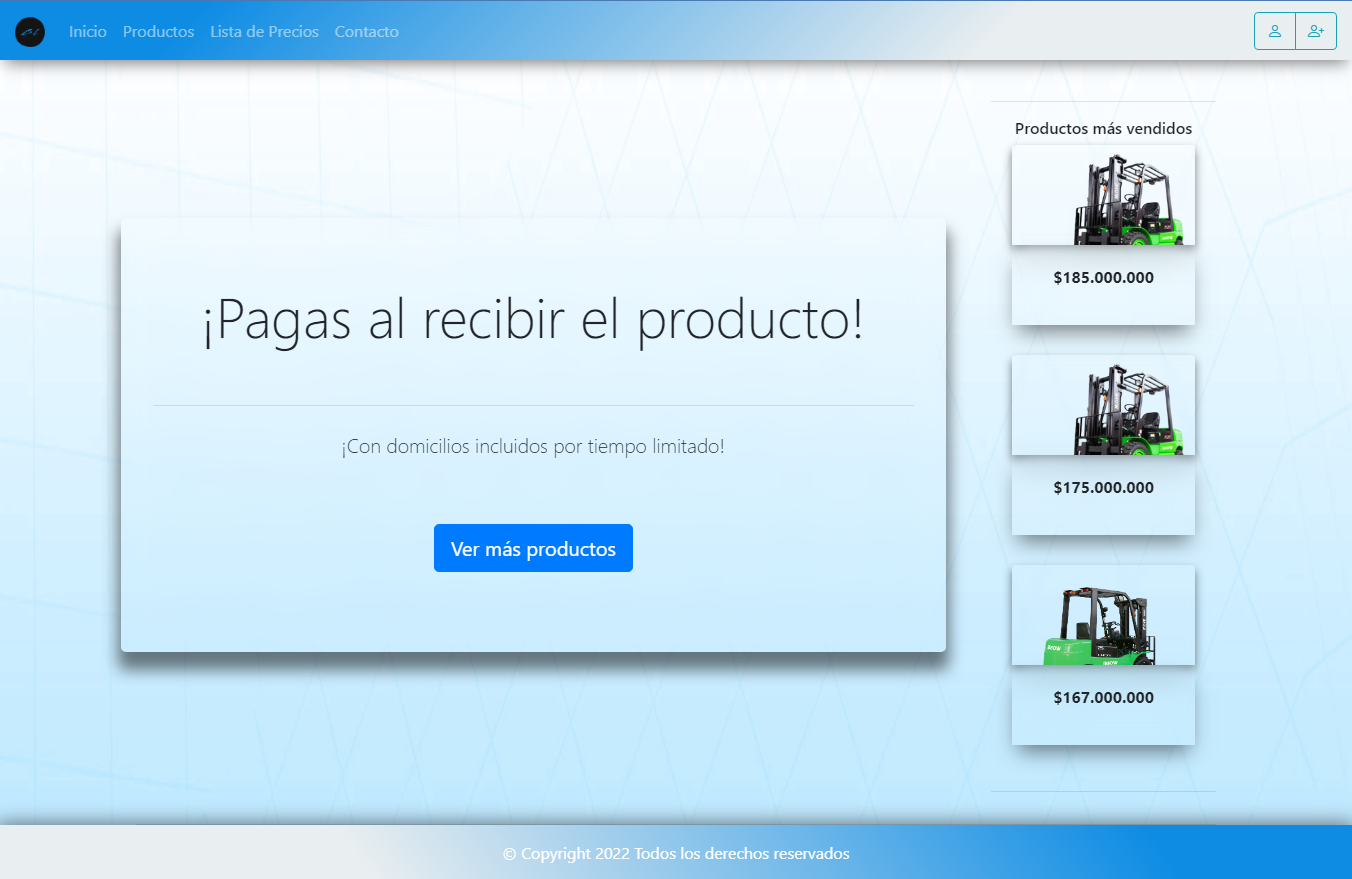 Inicio Productos Lista de Precios Contacto
¡Pagas al recibir el producto!
¡Con domicilios incluidos por tiempo limitado!
Ver más productos
Productos más vendidos
$185.000.000
$175.000.000
$167.000.000
© Copyright 2022 Todos los derechos reservados